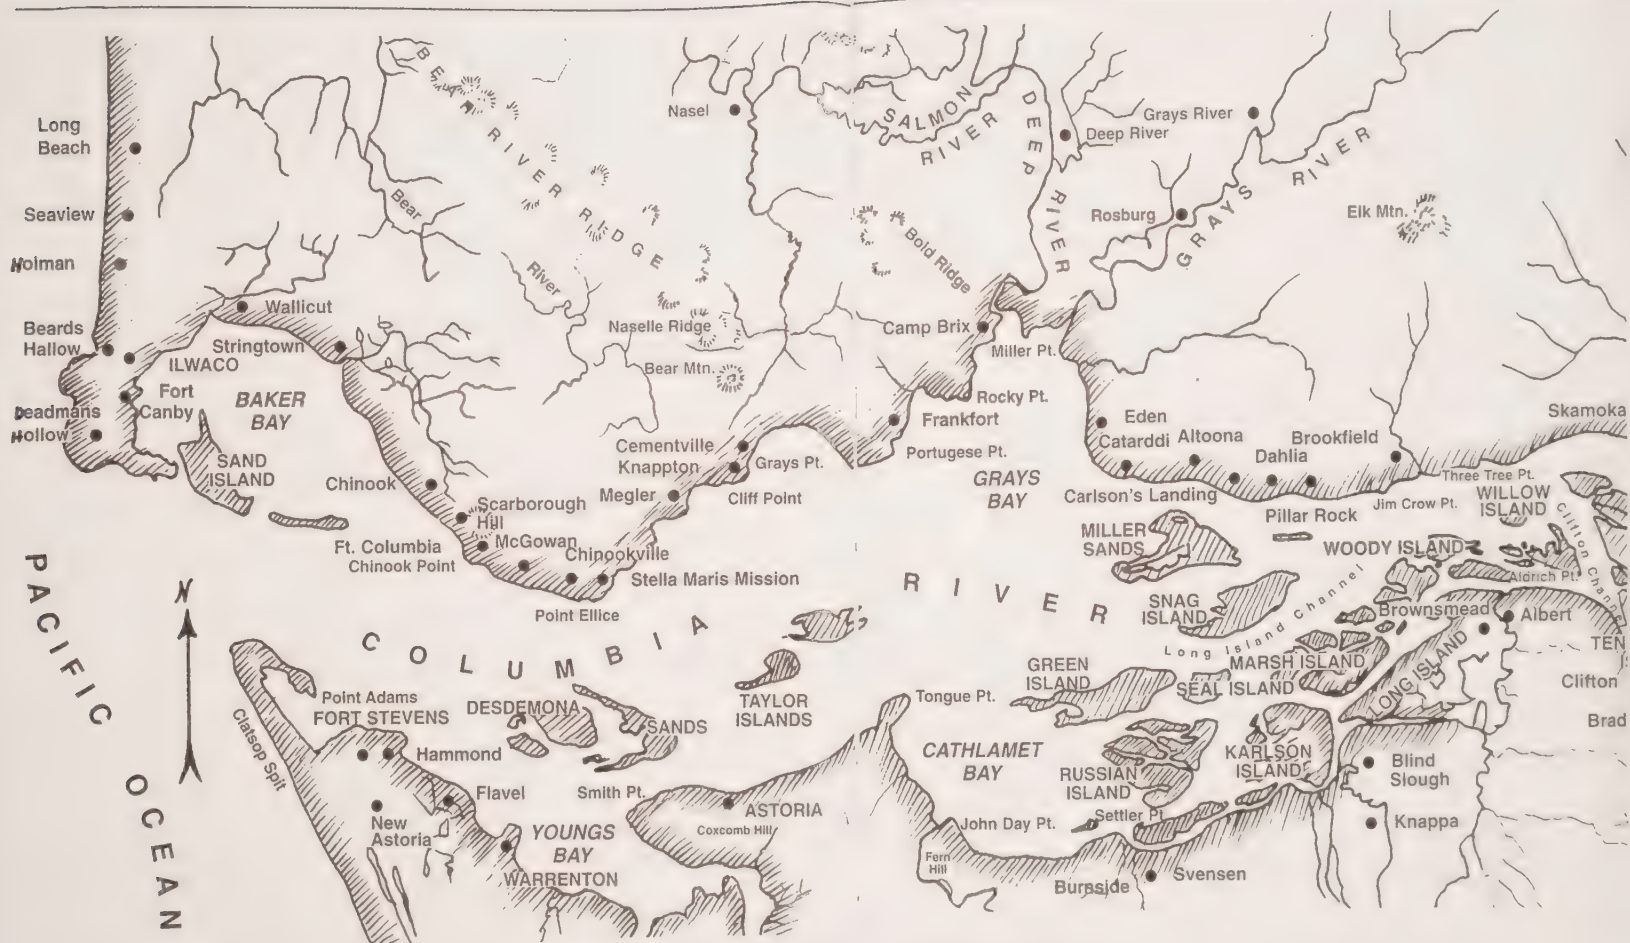 Long
Beach
Seaview
Holman
Beards
Hallow
ILWACO
Fort
Canby
Deadmans
Hollow
BAKER
BAY
SAND
ISLAND
Wallicut
Stringtown
Bear
River
BEAR RIVER RIDGE
Nasel
SALMON
RIVER
DEEP RIVER
Deep River
Grays River
GRAYS RIVER
Rosburg
Elk Mtn.
Bold Ridge
Naselle Ridge
Bear Mtn.
Camp Brix
Miller Pt.
Rocky Pt.
Frankfort
Portugese Pt.
GRAYS
BAY
Eden
Catarddi
Altoona
Dahlia
Brookfield
Skamoka
Three Tree Pt.
Carlson's Landing
Pillar Rock
Jim Crow Pt.
WILLOW
ISLAND
Clifton Channe
Cementville
Knappton
Grays Pt.
Megler
Cliff Point
Chinook
Scarborough
Hill
McGowan
Ft. Columbia
Chinook Point
Chinookville
Stella Maris Mission
Point Ellice
MILLER
SANDS
WOODY ISLAND
Aldrich Pt.
SNAG
ISLAND
Long Island Channel
Brownsmead
Albert
TEN
Clifton
Brad
PACIFIC
OCEAN
N
COLUMBIA
RIVER
Clatsop Spit
Point Adams
FORT STEVENS
Hammond
DESDEMONA
SANDS
TAYLOR
ISLANDS
Tongue Pt.
GREEN
ISLAND
MARSH ISLAND
SEAL ISLAND
LONG ISLAND
CATHLAMET
BAY
RUSSIAN
ISLAND
KARLSON
ISLAND
Blind
Slough
Knappa
Flavel
New
Astoria
Smith Pt.
ASTORIA
Coxcomb Hill
YOUNGS
BAY
WARRENTON
John Day Pt.
Settler Pt.
Fern
Hill
Burnside
Svensen